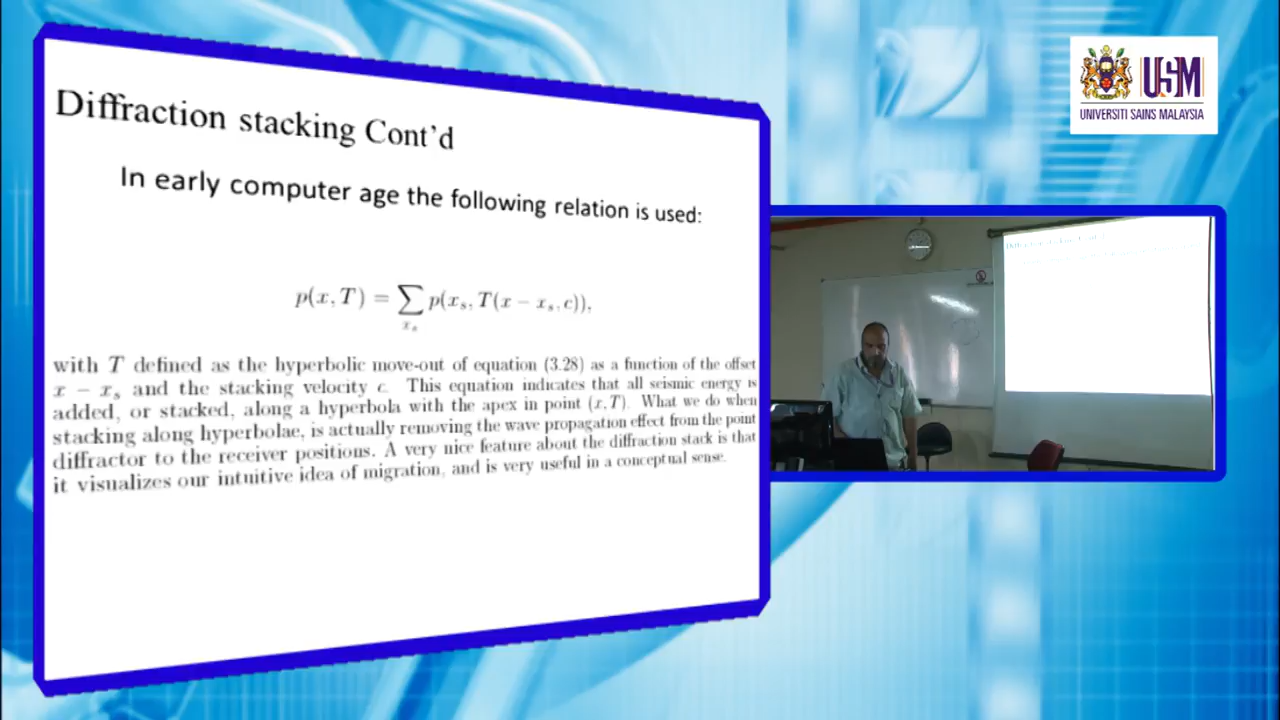 Diffraction stacking Cont'd
In early computer age the following relation is used:
p(x, T) = ∑ p(x_s, T(x − x_s, c)),
x_s
with T defined as the hyperbolic move-out of equation (3.28) as a function of the offset
x − x_s and the stacking velocity c. This equation indicates that all seismic energy is
added, or stacked, along a hyperbola with the apex in point (x, T). What we do when
stacking along hyperbolae, is actually removing the wave propagation effect from the point
diffractor to the receiver positions. A very nice feature about the diffraction stack is that
it visualizes our intuitive idea of migration, and is very useful in a conceptual sense.
USM
UNIVERSITI SAINS MALAYSIA